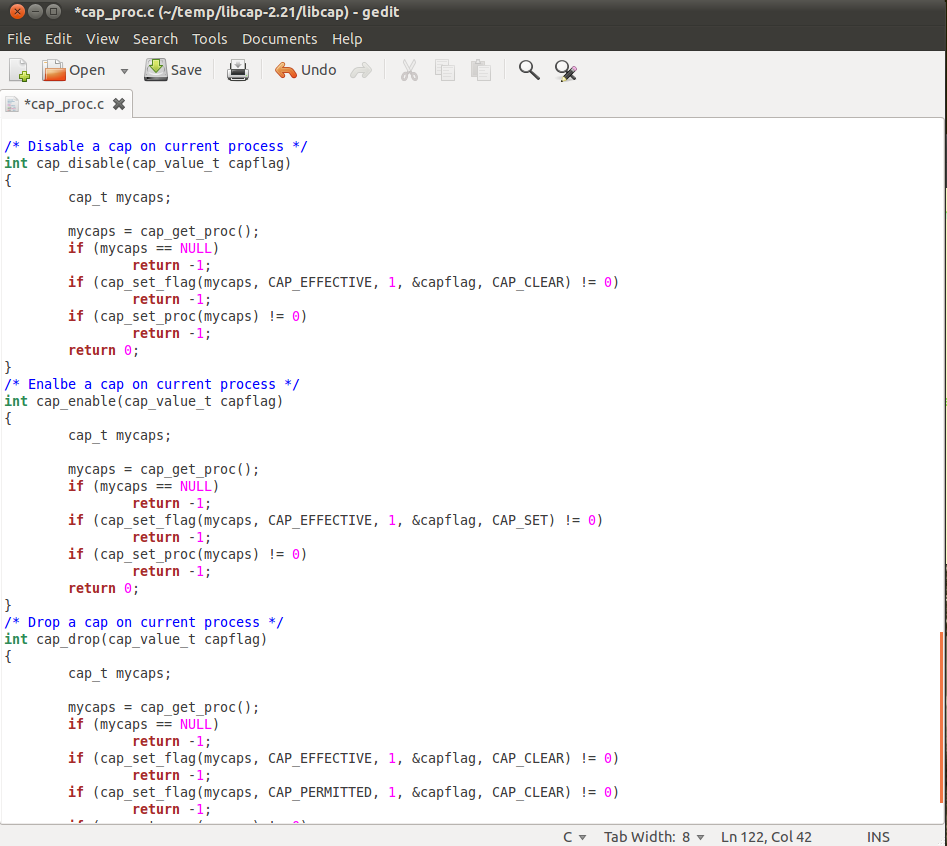 *cap_proc.c (~/temp/libcap-2.21/libcap) - gedit
File Edit View Search Tools Documents Help
Open Save Undo
*cap_proc.c
/* Disable a cap on current process */
int cap_disable(cap_value_t capflag)
{
        cap_t mycaps;

        mycaps = cap_get_proc();
        if (mycaps == NULL)
                return -1;
        if (cap_set_flag(mycaps, CAP_EFFECTIVE, 1, &capflag, CAP_CLEAR) != 0)
                return -1;
        if (cap_set_proc(mycaps) != 0)
                return -1;
        return 0;
}
/* Enalbe a cap on current process */
int cap_enable(cap_value_t capflag)
{
        cap_t mycaps;

        mycaps = cap_get_proc();
        if (mycaps == NULL)
                return -1;
        if (cap_set_flag(mycaps, CAP_EFFECTIVE, 1, &capflag, CAP_SET) != 0)
                return -1;
        if (cap_set_proc(mycaps) != 0)
                return -1;
        return 0;
}
/* Drop a cap on current process */
int cap_drop(cap_value_t capflag)
{
        cap_t mycaps;

        mycaps = cap_get_proc();
        if (mycaps == NULL)
                return -1;
        if (cap_set_flag(mycaps, CAP_EFFECTIVE, 1, &capflag, CAP_CLEAR) != 0)
                return -1;
        if (cap_set_flag(mycaps, CAP_PERMITTED, 1, &capflag, CAP_CLEAR) != 0)
                return -1;
C Tab Width: 8 Ln 122, Col 42 INS